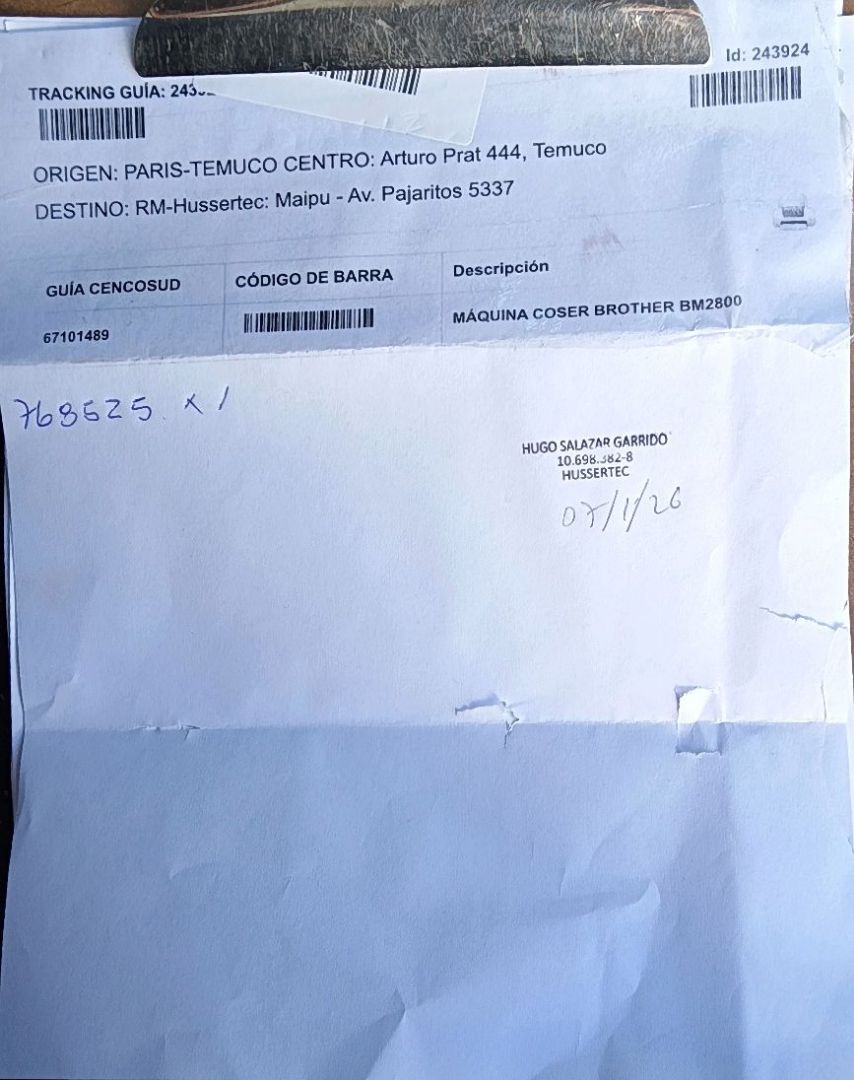 Id: 243924
TRACKING GUÍA:
ORIGEN: PARIS-TEMUCO CENTRO: Arturo Prat 444, Temuco
DESTINO: RM-Hussertec: Maipu - Av. Pajaritos 5337
GUÍA CENCOSUD CÓDIGO DE BARRA Descripción
67101489 MÁQUINA COSER BROTHER BM2800
768525 x 1
HUGO SALAZAR GARRIDO
HUSSERTEC
07/1/26